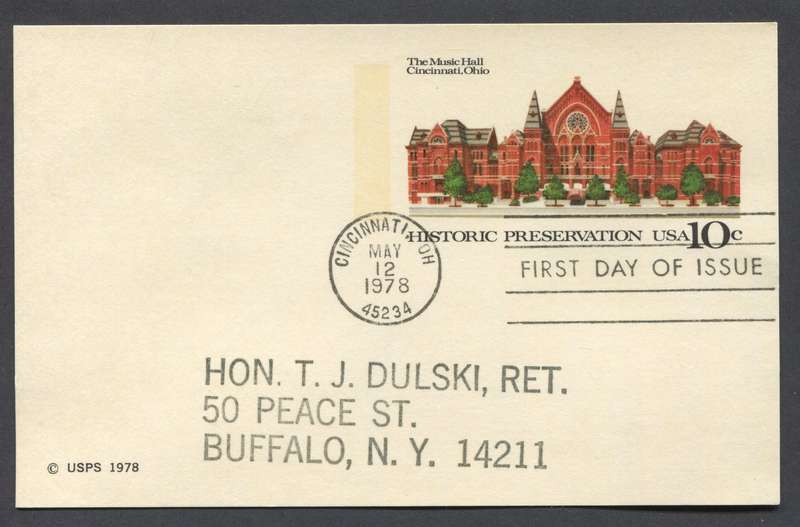 The Music Hall
Cincinnati, Ohio
HISTORIC PRESERVATION USA 10c
CINCINNATI, OH
MAY
12
1978
45234
FIRST DAY OF ISSUE
HON. T. J. DULSKI, RET.
50 PEACE ST.
BUFFALO, N. Y. 14211
© USPS 1978